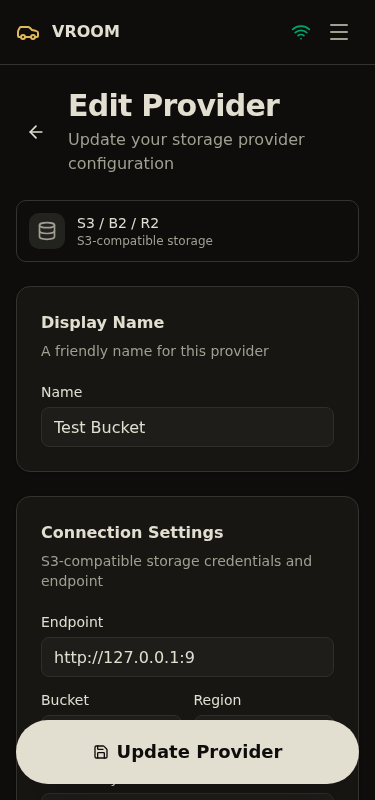 VROOM
Edit Provider
Update your storage provider
configuration
S3 / B2 / R2
S3-compatible storage
Display Name
A friendly name for this provider
Name
Test Bucket
Connection Settings
S3-compatible storage credentials and
endpoint
Endpoint
http://127.0.0.1:9
Bucket Region
Update Provider